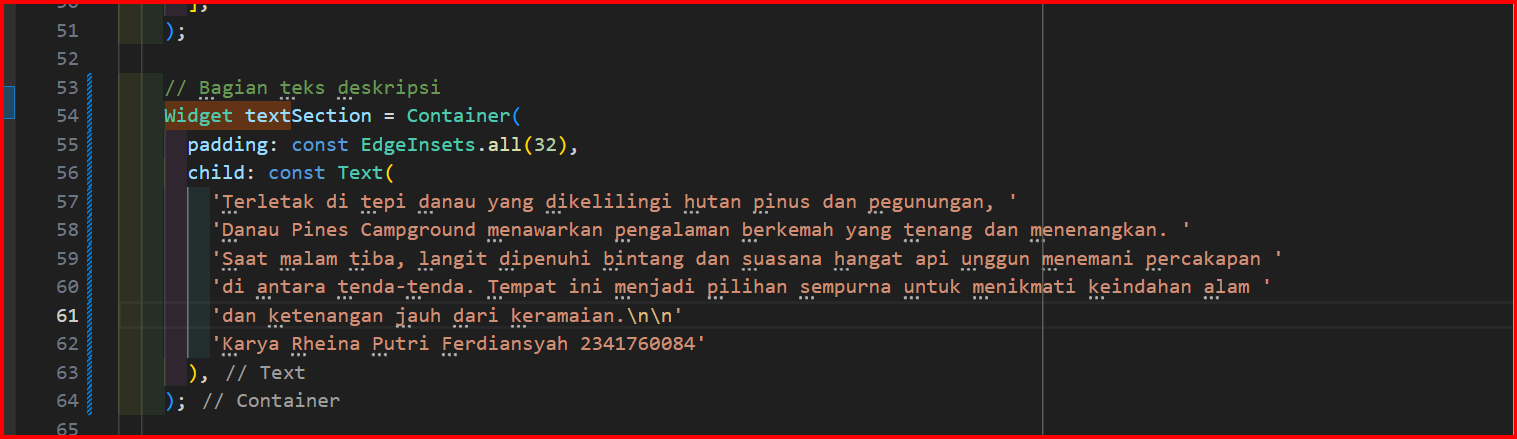 50 ],
51 );
52
53 // Bagian teks deskripsi
54 Widget textSection = Container(
55 padding: const EdgeInsets.all(32),
56 child: const Text(
57 'Terletak di tepi danau yang dikelilingi hutan pinus dan pegunungan, '
58 'Danau Pines Campground menawarkan pengalaman berkemah yang tenang dan menenangkan. '
59 'Saat malam tiba, langit dipenuhi bintang dan suasana hangat api unggun menemani percakapan '
60 'di antara tenda-tenda. Tempat ini menjadi pilihan sempurna untuk menikmati keindahan alam '
61 'dan ketenangan jauh dari keramaian.\n\n'
62 'Karya Rheina Putri Ferdiansyah 2341760084'
63 ), // Text
64 ); // Container
65